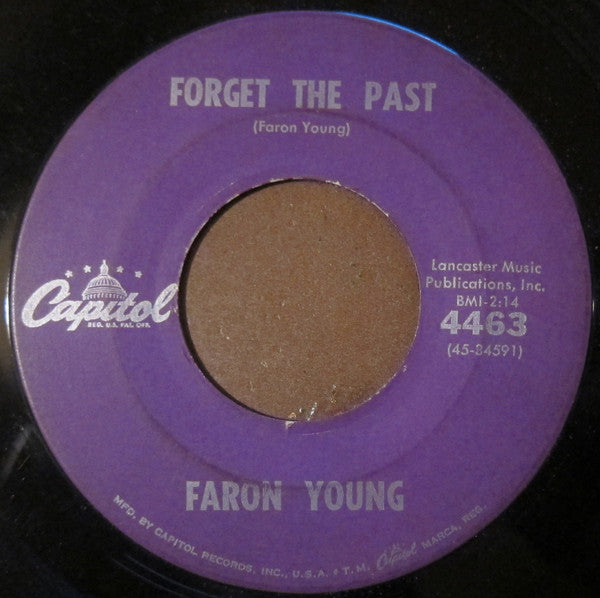 FORGET THE PAST
(Faron Young)
Lancaster Music
Publications, Inc.
BMI-2:14
4463
(45-34591)
Capitol
REG. U.S. PAT. OFF.
FARON YOUNG
MFD. BY CAPITOL RECORDS, INC., U.S.A. • T.M. Capitol MARCA. REG.